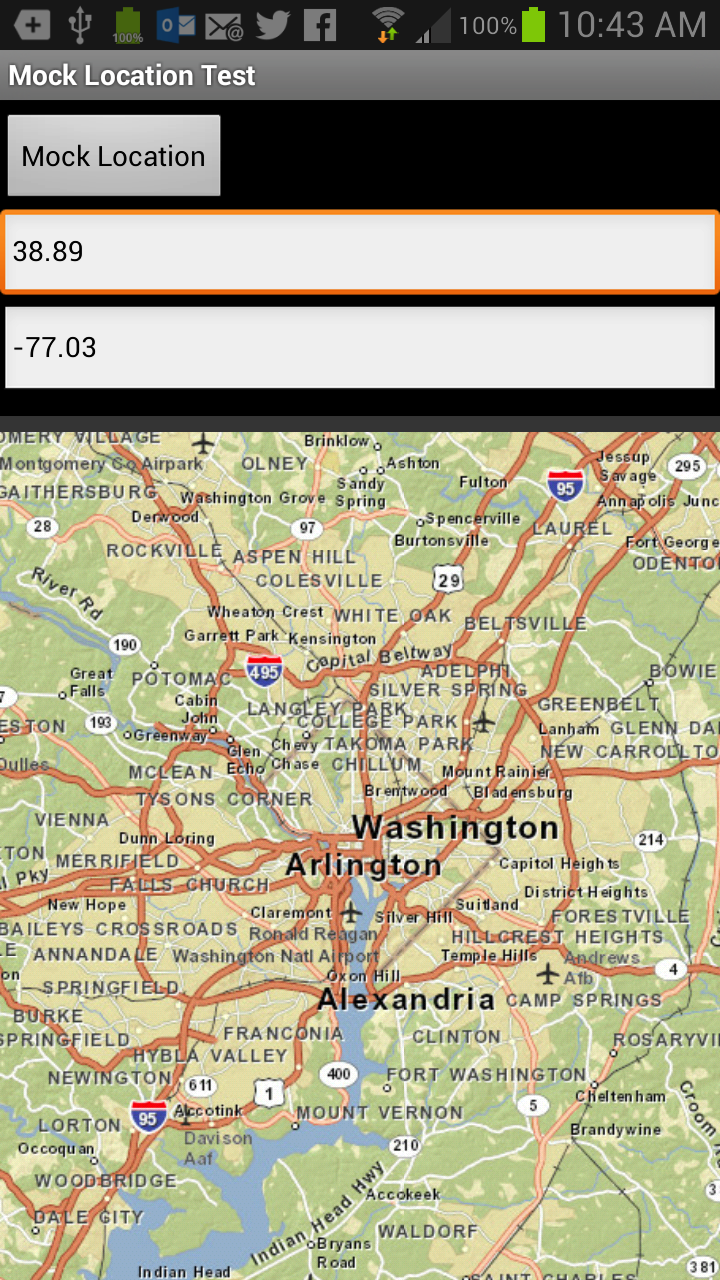 100%
100%
10:43 AM
Mock Location Test
Mock Location
38.89
-77.03
OMERY VILLAGE
Brinklow
Montgomery Co Airpark
OLNEY
Ashton
Jessup
Savage
295
GAITHERSBURG
Washington Grove
Sandy
Spring
Fulton
95
Annapolis Junc
Derwood
28
97
Spencerville
LAUREL
Burtonsville
Fort George
ROCKVILLE
ASPEN HILL
ODENTO
COLESVILLE
29
River Rd
Wheaton Crest
WHITE OAK
BELTSVILLE
Garrett Park
Kensington
190
Capital Beltway
Great
Falls
POTOMAC
495
ADELPHI
BOWIE
SILVER SPRING
7
Cabin
John
LANGLEY PARK
GREENBELT
ESTON
193
COLLEGE PARK
Greenway
Lanham
GLENN DA
Glen
Echo
Chevy
Chase
TAKOMA PARK
NEW CARROLLTO
Dulles
MCLEAN
CHILLUM
Mount Rainier
TYSONS CORNER
Brentwood
Bladensburg
VIENNA
Washington
Dunn Loring
214
TON
MERRIFIELD
Arlington
Capitol Heights
l Pky
FALLS CHURCH
District Heights
New Hope
Claremont
Silver Hill
Suitland
FORESTVILLE
BAILEYS CROSSROADS
Ronald Reagan
Washington Natl Airport
HILLCREST HEIGHTS
LE
ANNANDALE
Temple Hills
Andrews
Afb
4
on
SPRINGFIELD
Oxon Hill
Alexandria
CAMP SPRINGS
BURKE
SPRINGFIELD
FRANCONIA
CLINTON
ROSARYVI
HYBLA VALLEY
NEWINGTON
611
400
FORT WASHINGTON
1
Cheltenham
95
Accotink
MOUNT VERNON
5
Croom
LORTON
Davison
Aaf
Brandywine
Occoquan
210
WOODBRIDGE
Indian Head Hwy
Accokeek
3
DALE CITY
WALDORF
Bryans
Road
Indian Head
SAINT CHARLES
381